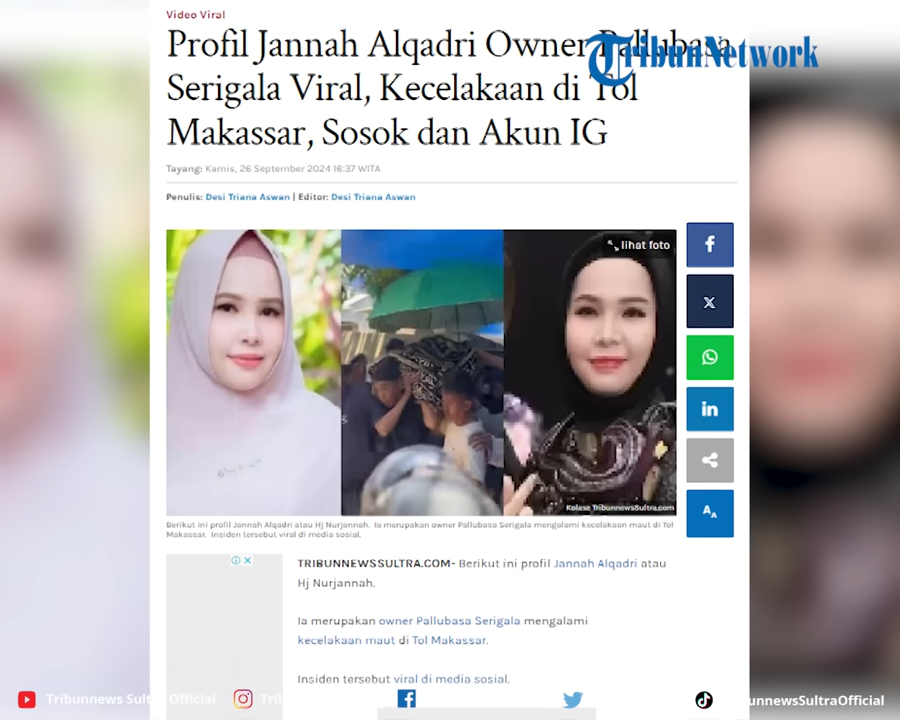 Video Viral
Profil Jannah Alqadri Owner Pallubasa
TribunNetwork
Serigala Viral, Kecelakaan di Tol
Makassar, Sosok dan Akun IG
Tayang: Kamis, 26 September 2024 16:37 WITA
Penulis: Desi Triana Aswan | Editor: Desi Triana Aswan
lihat foto
Kolase TribunnewsSultra.com
Berikut ini profil Jannah Alqadri atau Hj Nurjannah. Ia merupakan owner Pallubasa Serigala mengalami kecelakaan maut di Tol
Makassar. Insiden tersebut viral di media sosial.
TRIBUNNEWSSULTRA.COM- Berikut ini profil Jannah Alqadri atau
Hj Nurjannah.
Ia merupakan owner Pallubasa Serigala mengalami
kecelakaan maut di Tol Makassar.
Insiden tersebut viral di media sosial.
Tribunnews Sult Official Tri unnewsSultraOfficial